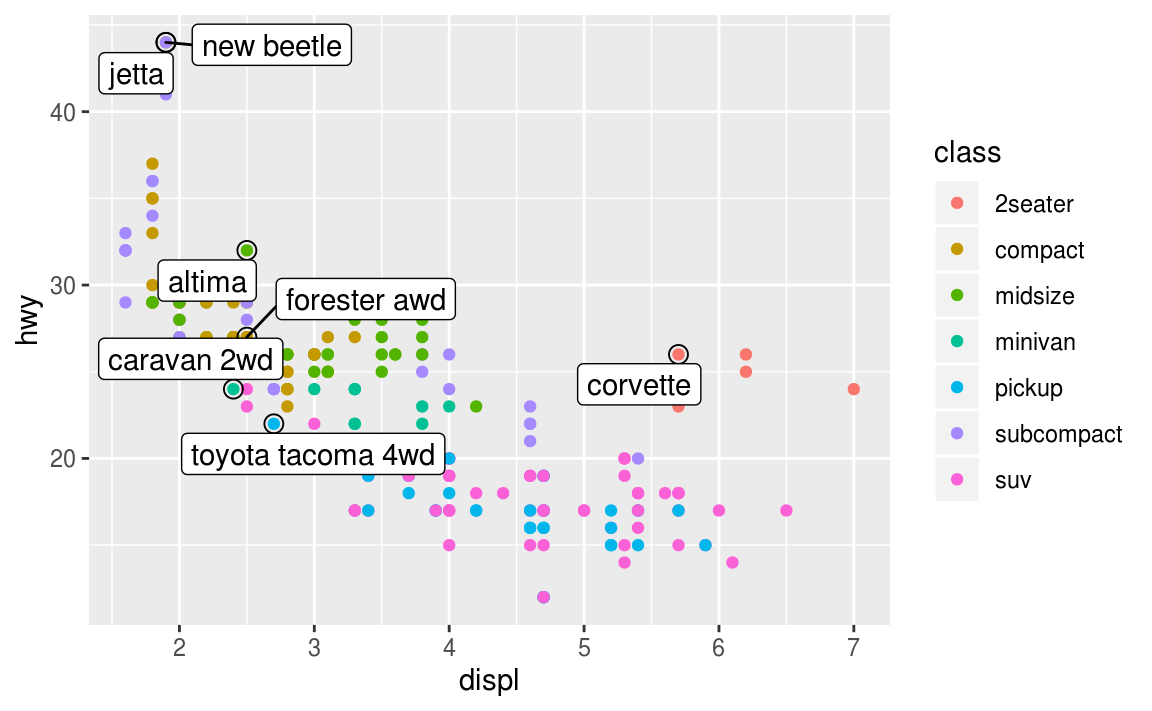 new beetle
jetta
altima
forester awd
caravan 2wd
corvette
toyota tacoma 4wd
40
30
20
hwy
2 3 4 5 6 7
displ
class
2seater
compact
midsize
minivan
pickup
subcompact
suv